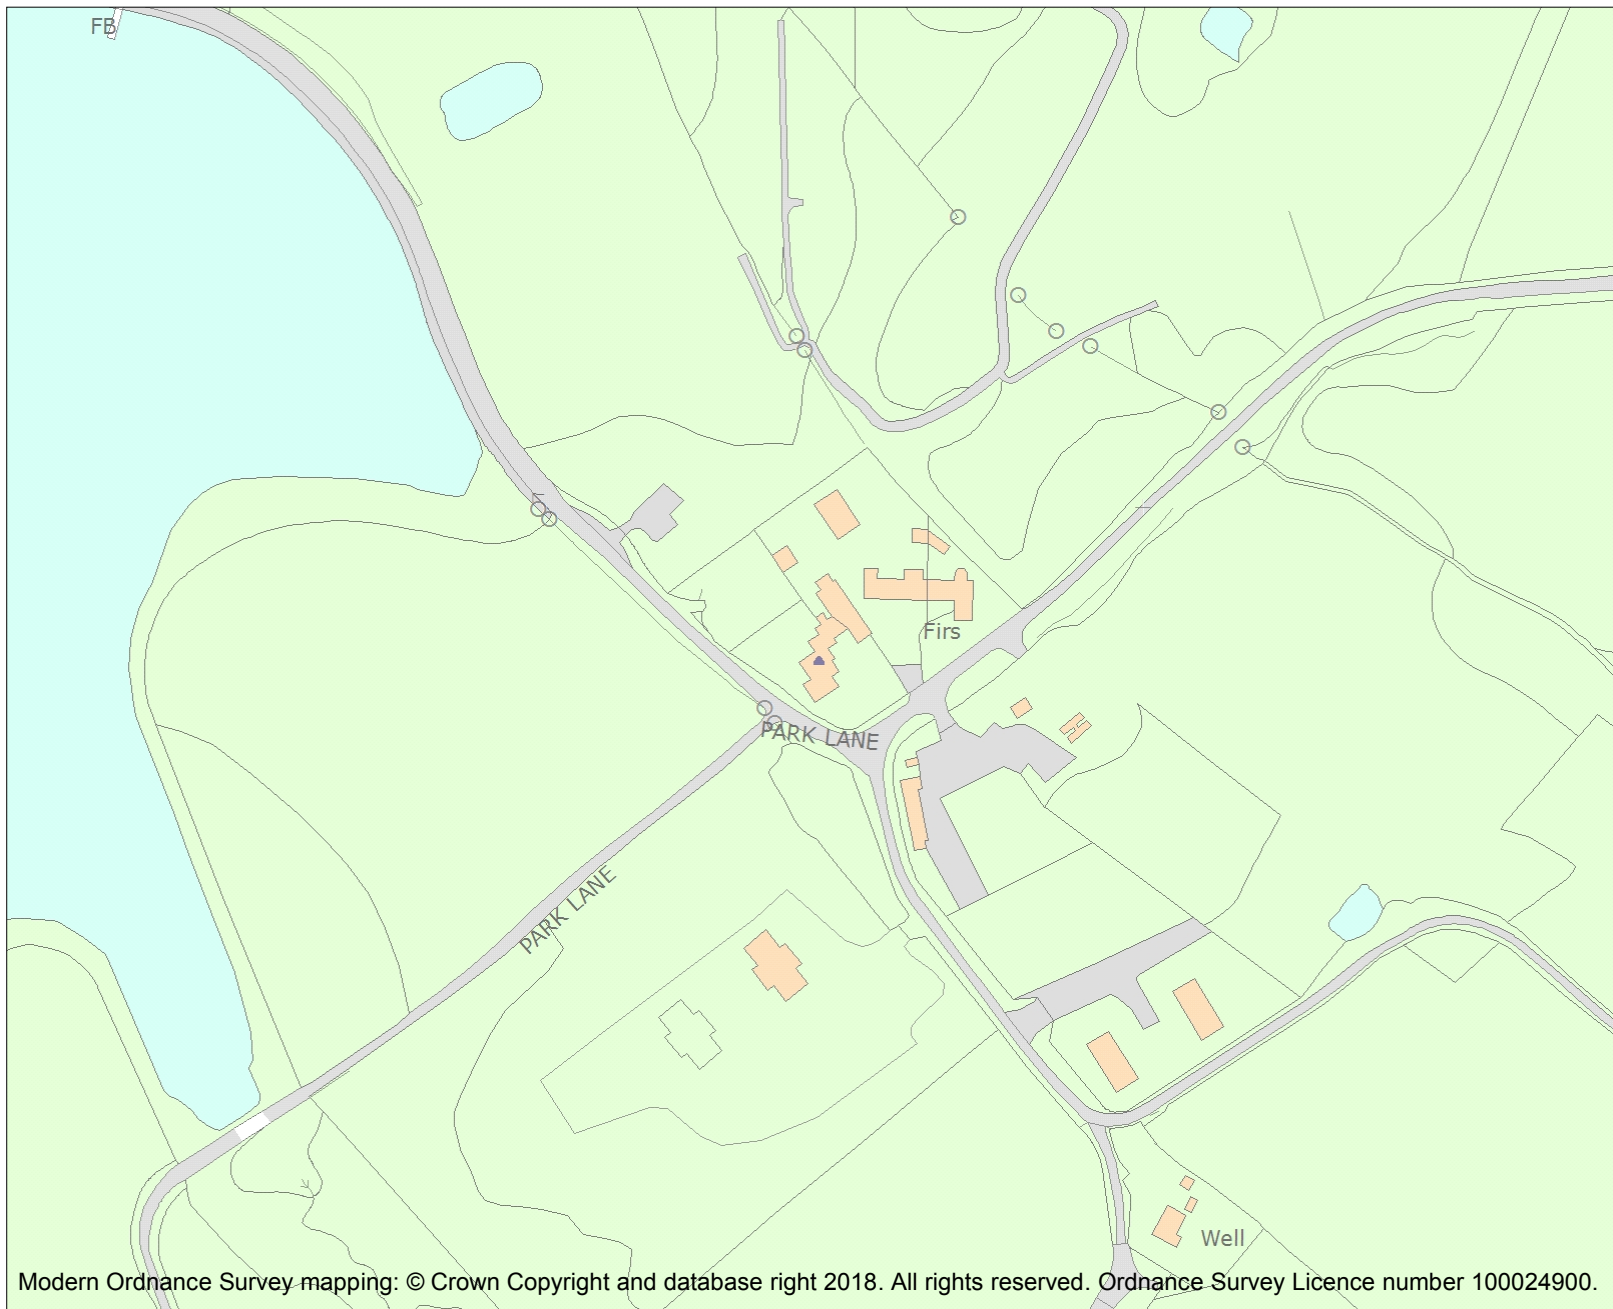 FB
Firs
PARK LANE
PARK LANE
Well
Modern Ordnance Survey mapping: © Crown Copyright and database right 2018. All rights reserved. Ordnance Survey Licence number 100024900.